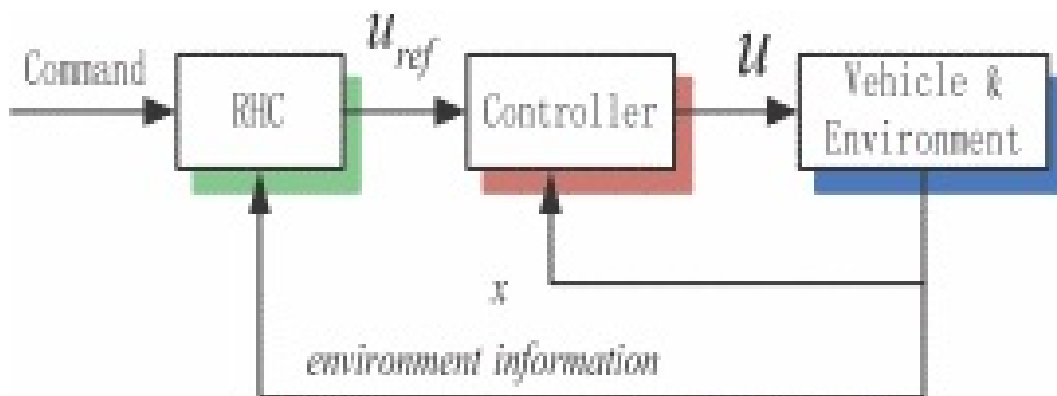 Command
RHC
u_ref
Controller
u
Vehicle &
Environment
x
environment information